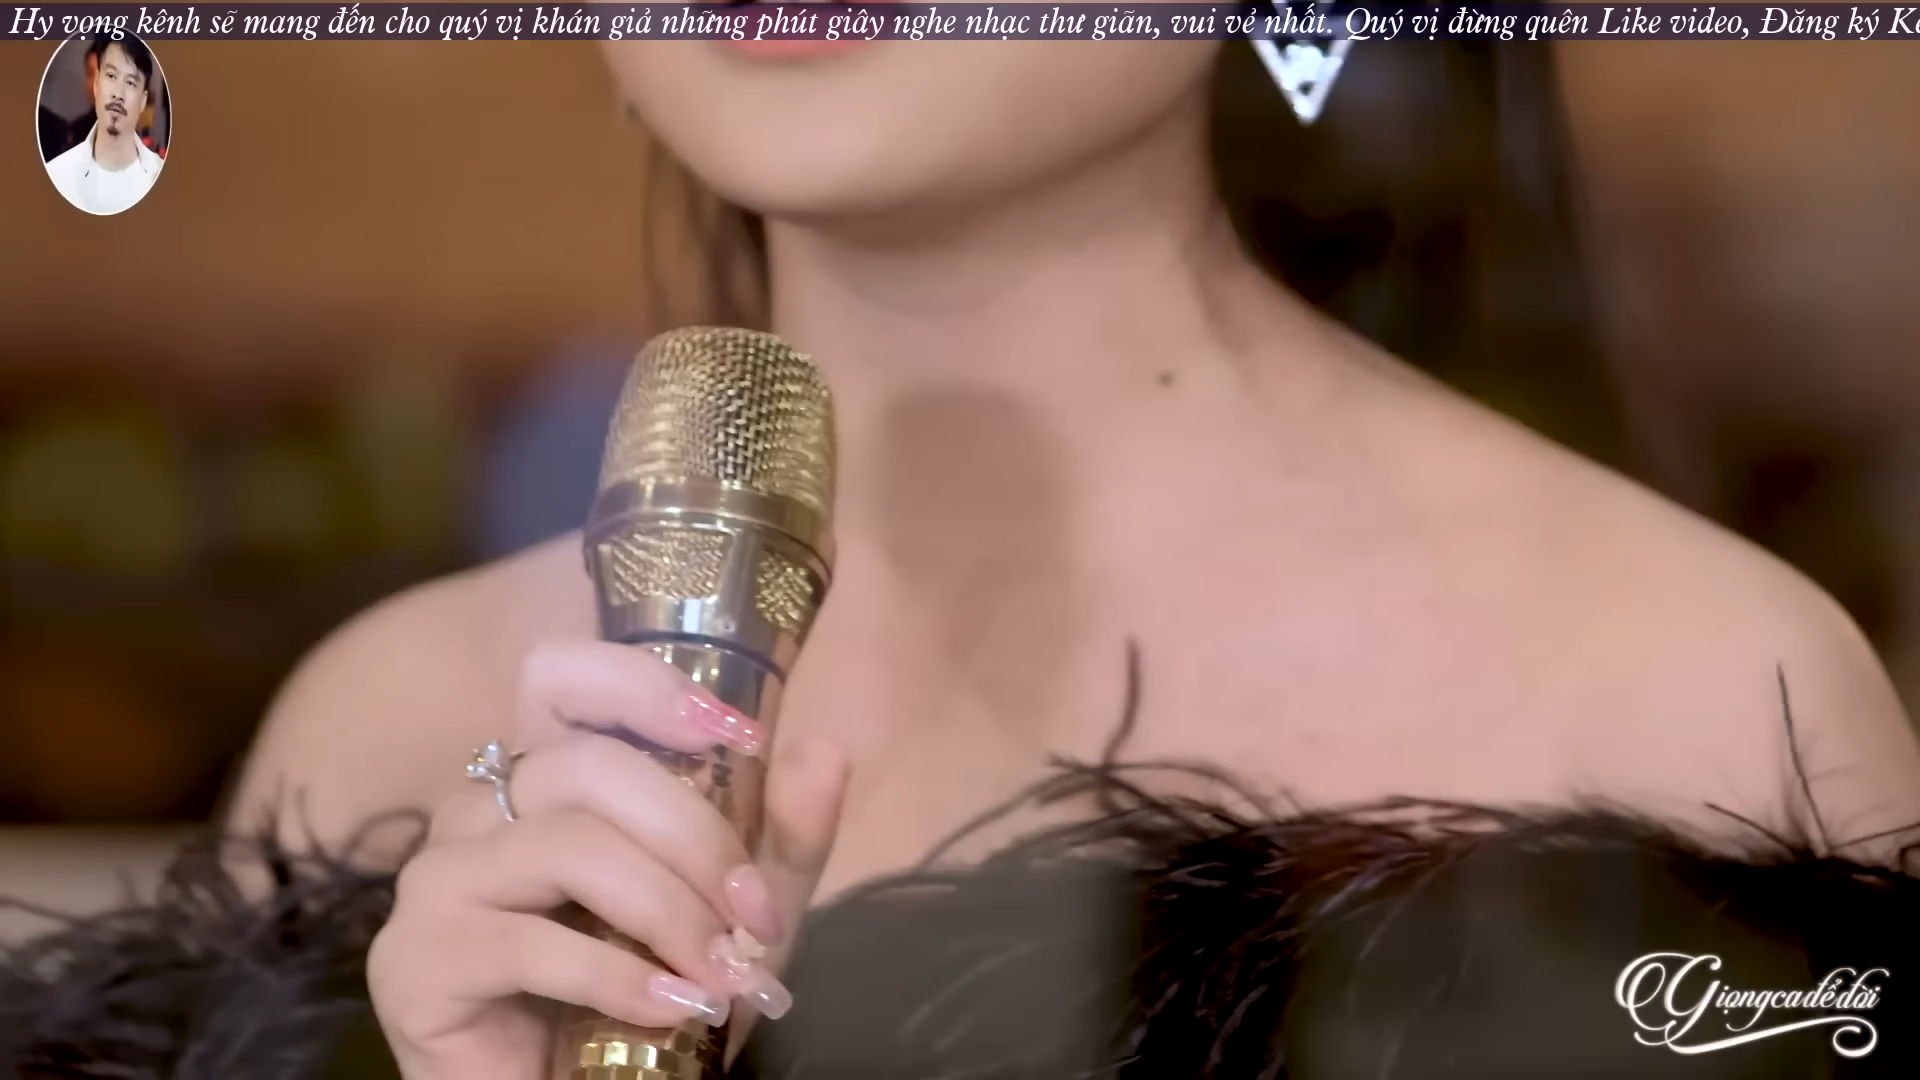 Hy vọng kênh sẽ mang đến cho quý vị khán giả những phút giây nghe nhạc thư giãn, vui vẻ nhất. Quý vị đừng quên Like video, Đăng ký
Giọngcađểđời